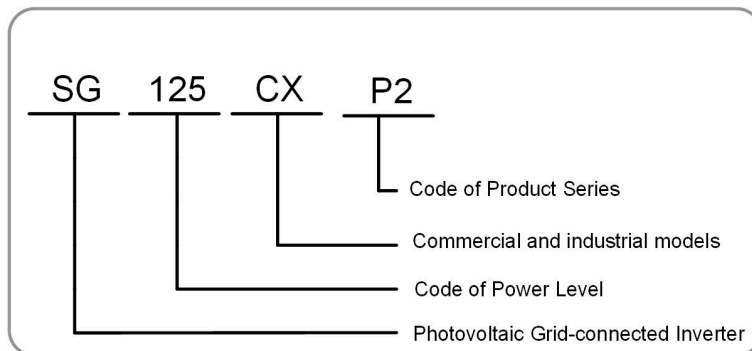 SG 125 CX P2
Code of Product Series
Commercial and industrial models
Code of Power Level
Photovoltaic Grid-connected Inverter